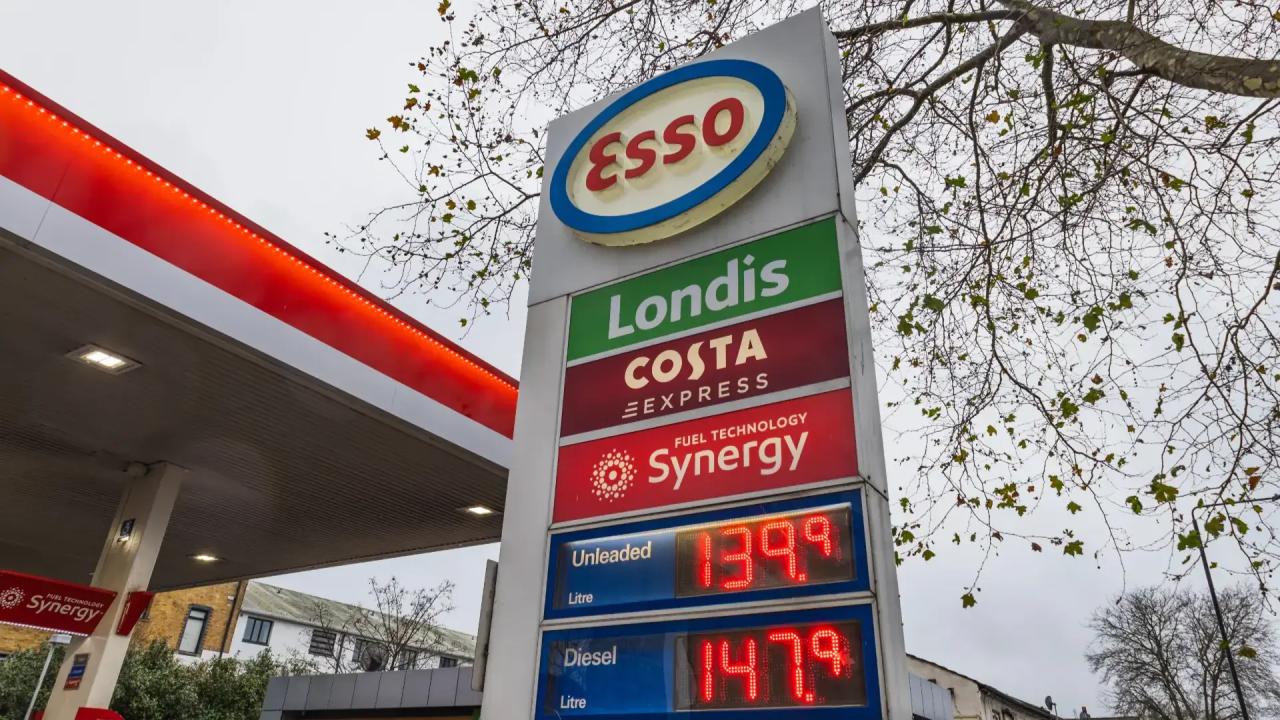 Esso
Londis
COSTA
EXPRESS
FUEL TECHNOLOGY
Synergy
Unleaded
Litre
139.9
Diesel
Litre
147.9
FUEL TECHNOLOGY
Synergy